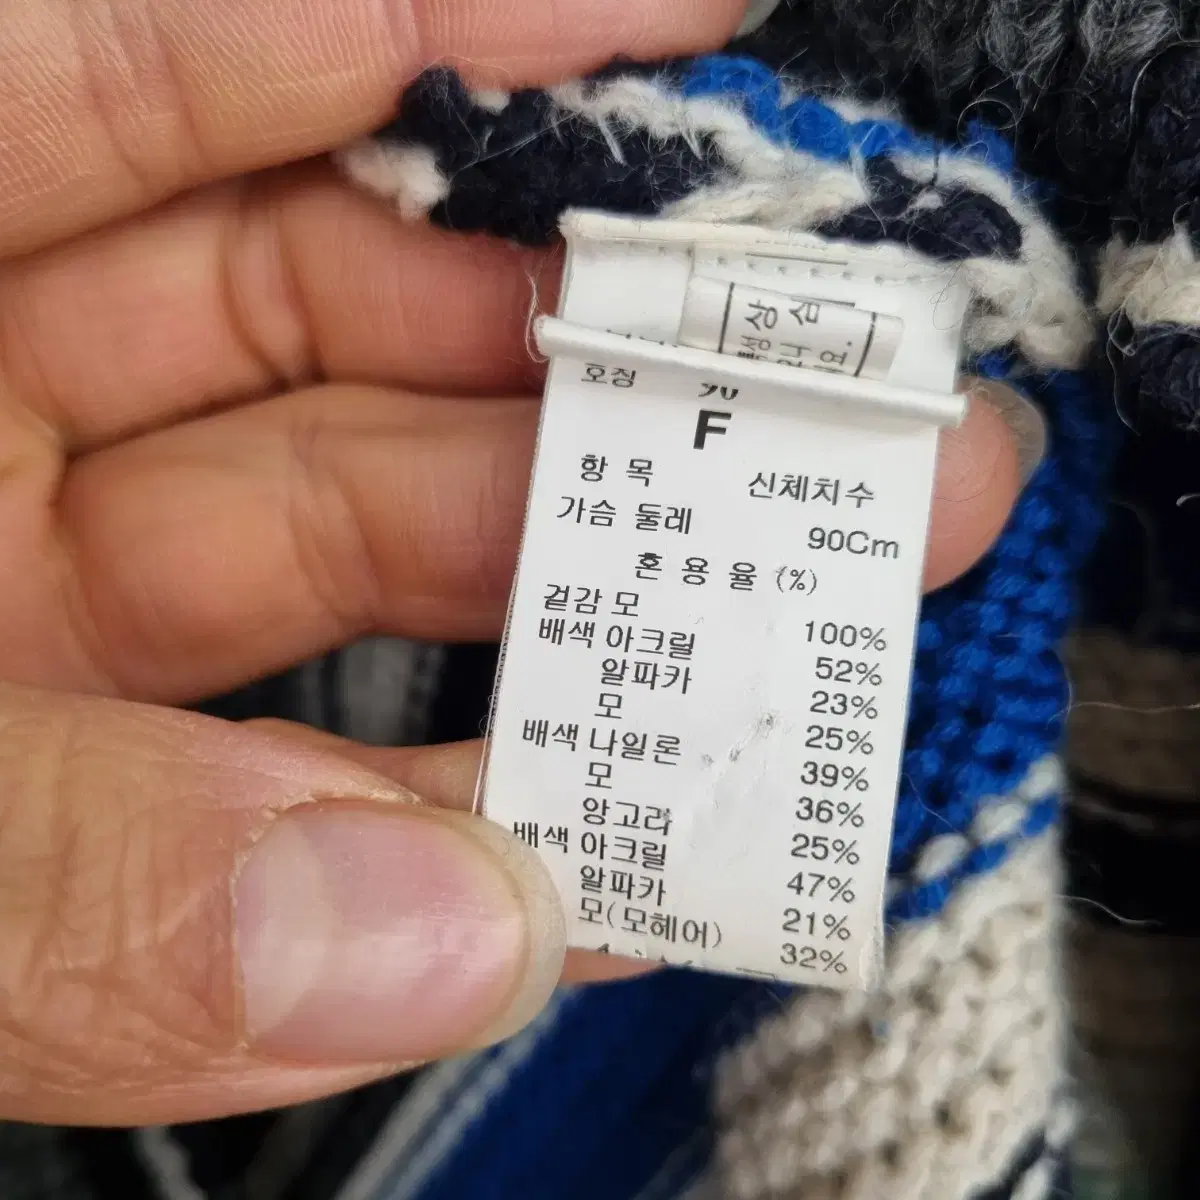 상 심
호칭 90
F
항 목 신체치수
가슴 둘레 90Cm
혼 용 율 (%)
겉감 모 100%
배색 아크릴 52%
알파카 23%
모 25%
배색 나일론 39%
모 36%
앙고라 25%
배색 아크릴 47%
알파카 21%
모(모헤어) 32%